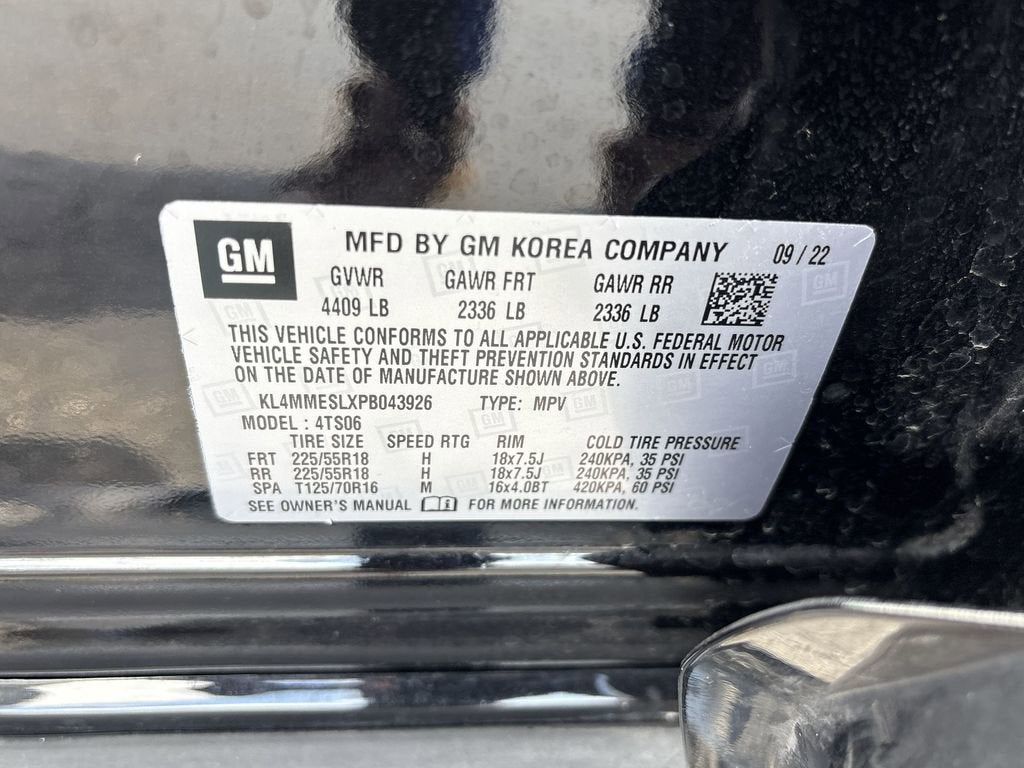 GM MFD BY GM KOREA COMPANY 09 / 22
GVWR GAWR FRT GAWR RR
4409 LB 2336 LB 2336 LB
THIS VEHICLE CONFORMS TO ALL APPLICABLE U.S. FEDERAL MOTOR
VEHICLE SAFETY AND THEFT PREVENTION STANDARDS IN EFFECT
ON THE DATE OF MANUFACTURE SHOWN ABOVE.
KL4MMESLXPB043926 TYPE: MPV
MODEL : 4TS06
TIRE SIZE SPEED RTG RIM COLD TIRE PRESSURE
FRT 225/55R18 H 18x7.5J 240KPA, 35 PSI
RR 225/55R18 H 18x7.5J 240KPA, 35 PSI
SPA T125/70R16 M 16x4.0BT 420KPA, 60 PSI
SEE OWNER'S MANUAL FOR MORE INFORMATION.